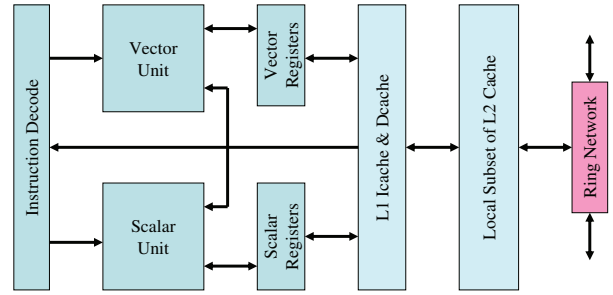 Instruction Decode
Vector
Unit
Vector
Registers
Scalar
Unit
Scalar
Registers
L1 Icache & Dcache
Local Subset of L2 Cache
Ring Network